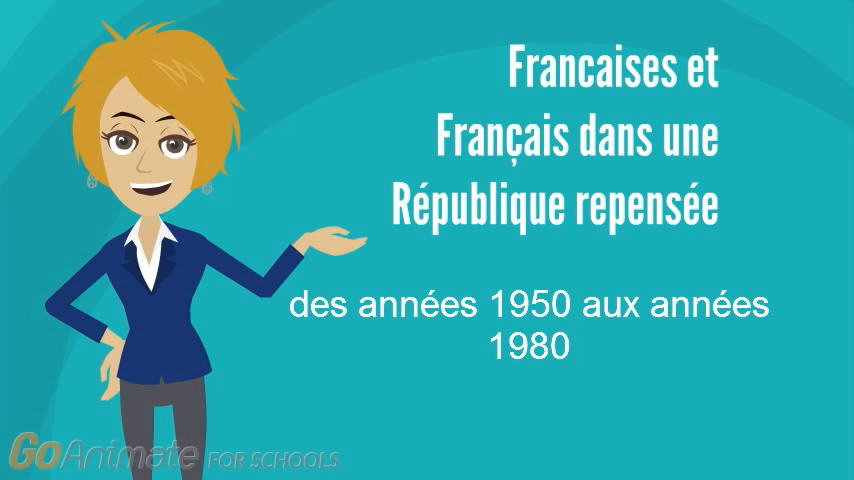 Francaises et
Français dans une
République repensée
des années 1950 aux années
1980
GoAnimate FOR SCHOOLS